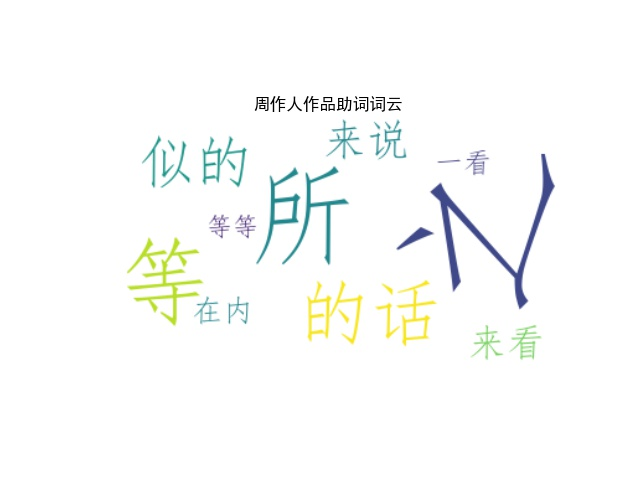 周作人作品助词词云
来说
似的
一看
所
之
等等
等
在内
的话
来看